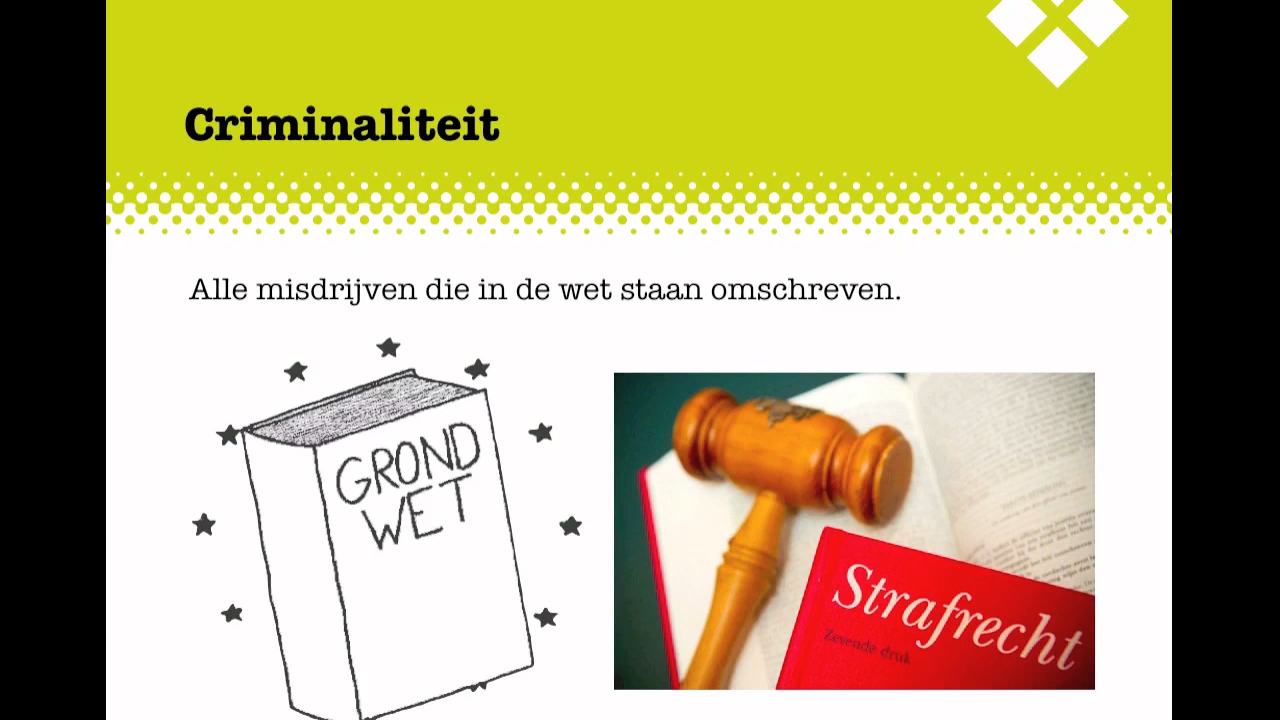 Criminaliteit
Alle misdrijven die in de wet staan omschreven.
GROND
WET
Strafrecht
Zevende druk